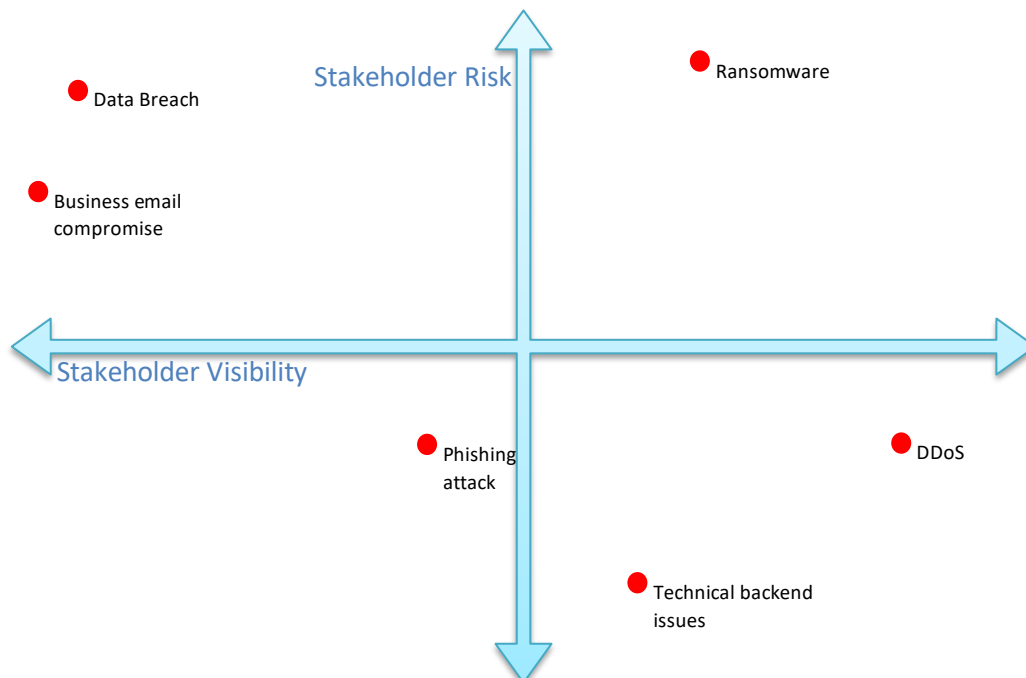 Stakeholder Risk
Ransomware
Data Breach
Business email
compromise
Stakeholder Visibility
Phishing
attack
DDoS
Technical backend
issues